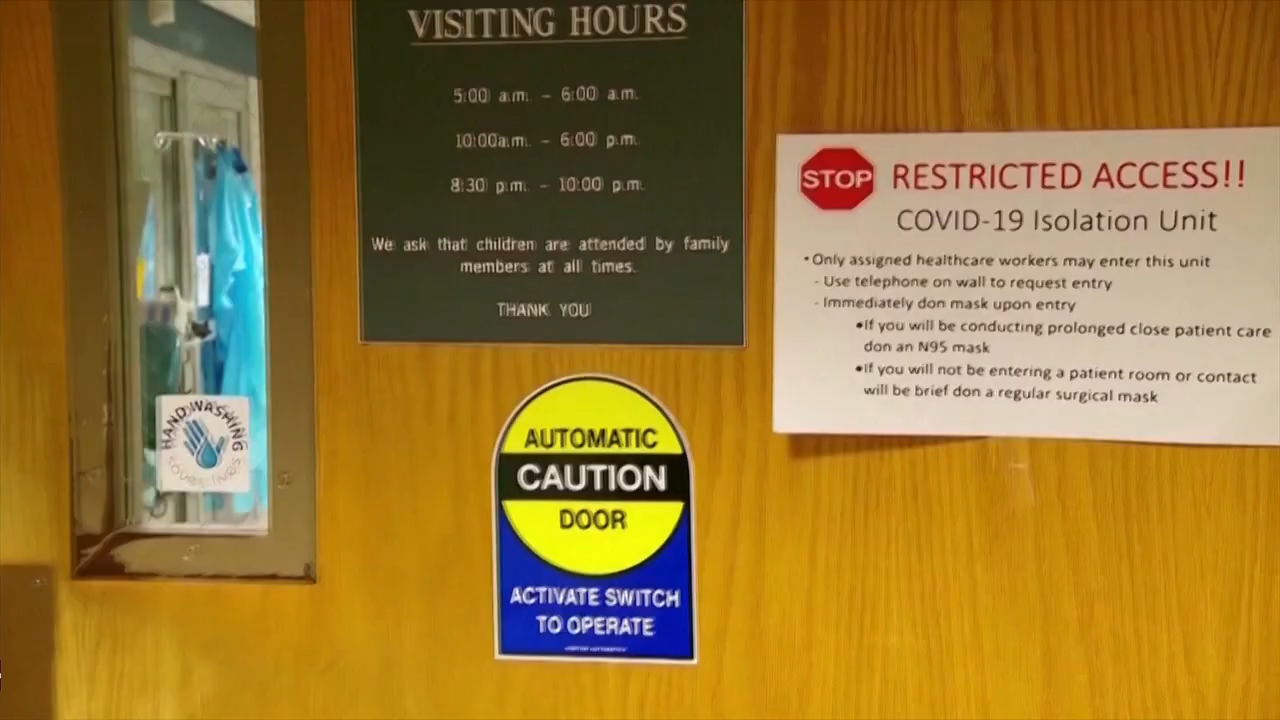 VISITING HOURS
5:00 a.m. - 6:00 a.m.
10:00a.m. - 6:00 p.m.
8:30 p.m. - 10:00 p.m.
We ask that children are attended by family
members at all times.
THANK YOU
STOP
RESTRICTED ACCESS!!
COVID-19 Isolation Unit
•Only assigned healthcare workers may enter this unit
- Use telephone on wall to request entry
- Immediately don mask upon entry
•If you will be conducting prolonged close patient care
don an N95 mask
•If you will not be entering a patient room or contact
will be brief don a regular surgical mask
HANDWASHING
AUTOMATIC
CAUTION
DOOR
ACTIVATE SWITCH
TO OPERATE